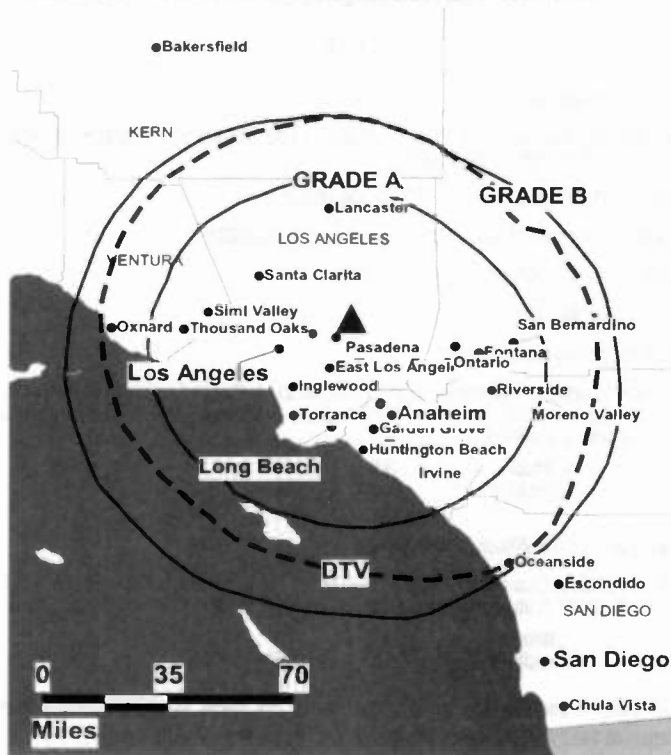 Bakersfield
KERN
GRADE A
GRADE B
Lancaster
LOS ANGELES
VENTURA
Santa Clarita
Simi Valley
Oxnard
Thousand Oaks
San Bernardino
Pasadena
Fontana
Ontario
East Los Angel
Los Angeles
Inglewood
Riverside
Torrance
Anaheim
Moreno Valley
Garden Grove
Huntington Beach
Long Beach
Irvine
DTV
Oceanside
Escondido
SAN DIEGO
San Diego
0 35 70
Miles
Chula Vista